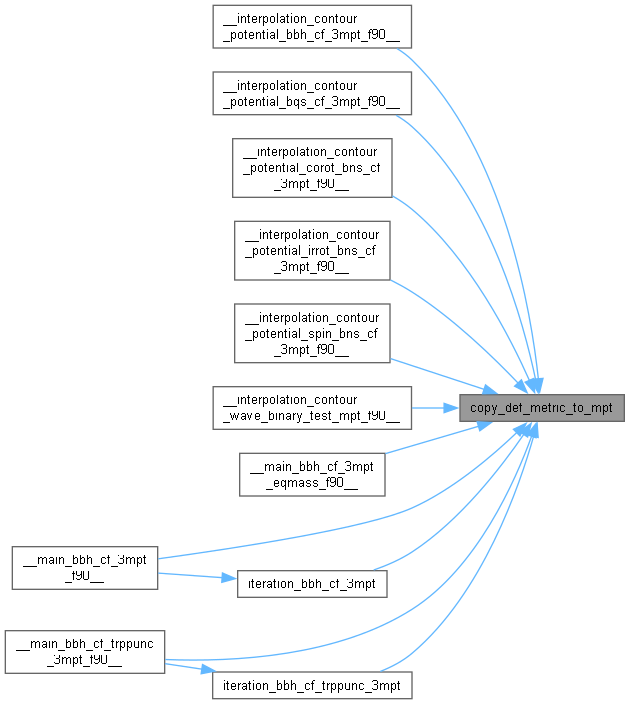 __interpolation_contour
_potential_bbh_cf_3mpt_f90__
__interpolation_contour
_potential_bqs_cf_3mpt_f90__
__interpolation_contour
_potential_corot_bns_cf
_3mpt_f90__
__interpolation_contour
_potential_irrot_bns_cf
_3mpt_f90__
__interpolation_contour
_potential_spin_bns_cf
_3mpt_f90__
__interpolation_contour
_wave_binary_test_mpt_f90__
copy_def_metric_to_mpt
__main_bbh_cf_3mpt
_eqmass_f90__
__main_bbh_cf_3mpt
_f90__
iteration_bbh_cf_3mpt
__main_bbh_cf_trppunc
_3mpt_f90__
iteration_bbh_cf_trppunc_3mpt